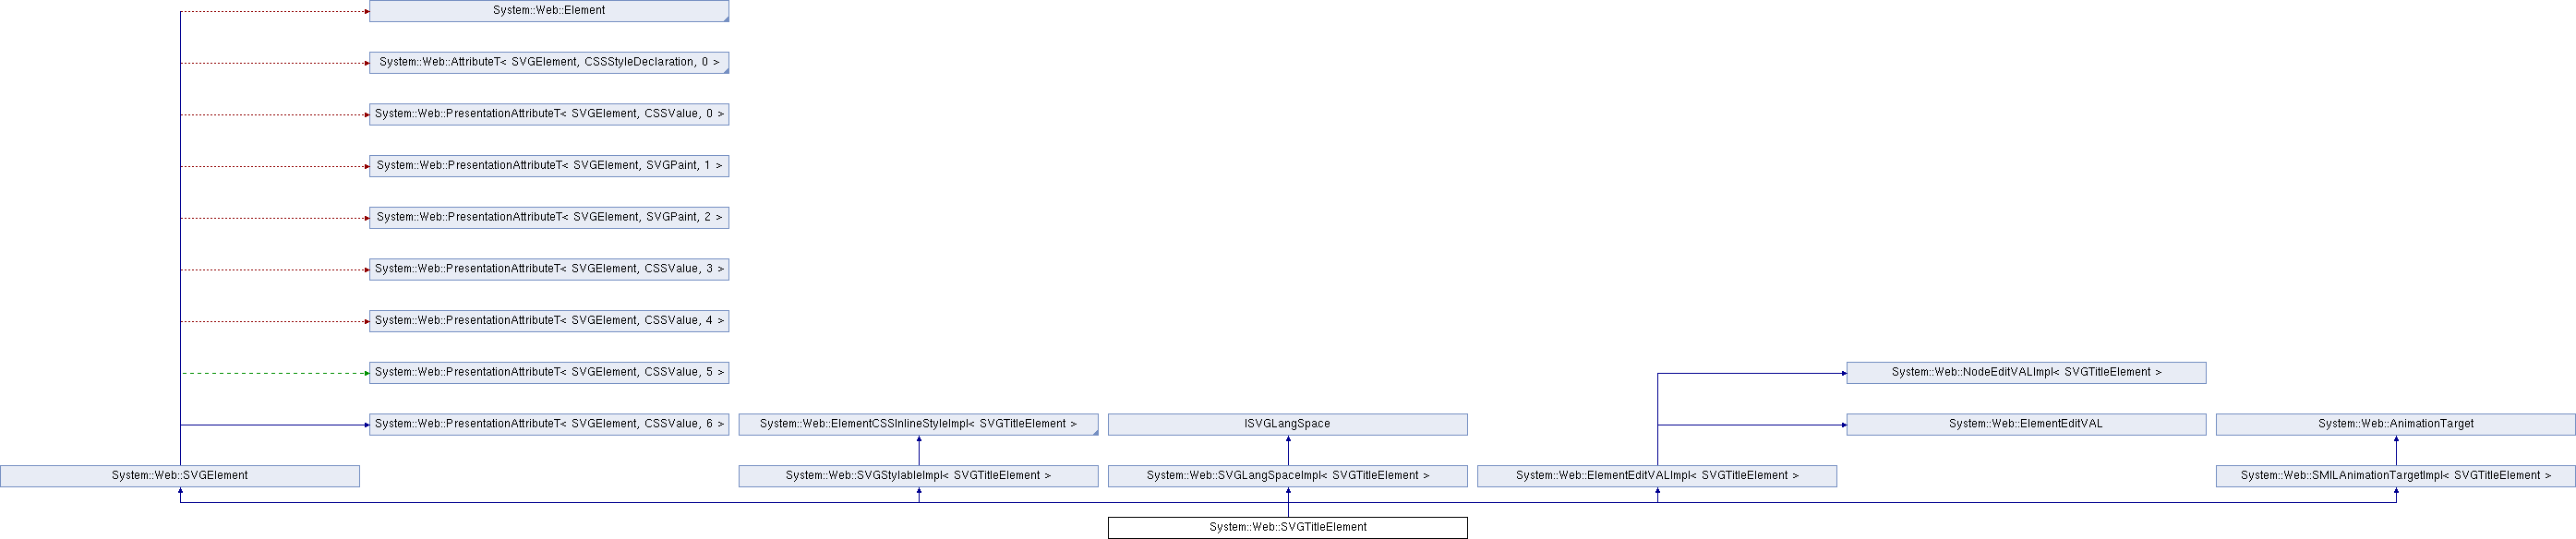 System::Web::Element
System::Web::AttributeT< SVGElement, CSSStyleDeclaration, 0 >
System::Web::PresentationAttributeT< SVGElement, CSSValue, 0 >
System::Web::PresentationAttributeT< SVGElement, SVGPaint, 1 >
System::Web::PresentationAttributeT< SVGElement, SVGPaint, 2 >
System::Web::PresentationAttributeT< SVGElement, CSSValue, 3 >
System::Web::PresentationAttributeT< SVGElement, CSSValue, 4 >
System::Web::PresentationAttributeT< SVGElement, CSSValue, 5 >
System::Web::NodeEditVALImpl< SVGTitleElement >
System::Web::PresentationAttributeT< SVGElement, CSSValue, 6 >
System::Web::ElementCSSInlineStyleImpl< SVGTitleElement >
ISVGLangSpace
System::Web::ElementEditVAL
System::Web::AnimationTarget
System::Web::SVGElement
System::Web::SVGStylableImpl< SVGTitleElement >
System::Web::SVGLangSpaceImpl< SVGTitleElement >
System::Web::ElementEditVALImpl< SVGTitleElement >
System::Web::SMILAnimationTargetImpl< SVGTitleElement >
System::Web::SVGTitleElement